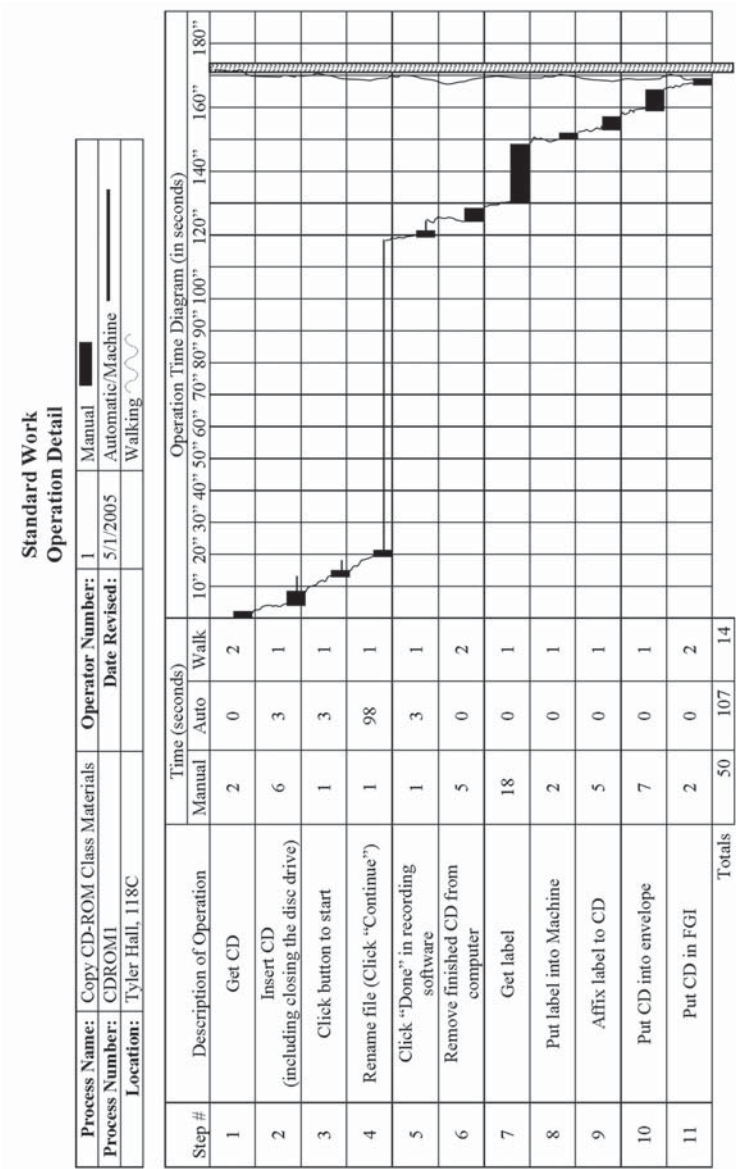 Standard Work
Operation Detail
Process Name: Copy CD-ROM Class Materials Operator Number: 1 Manual
Process Number: CDROM1 Date Revised: 5/1/2005 Automatic/Machine
Location: Tyler Hall, 118C Walking
Step # Description of Operation Time (seconds) Operation Time Diagram (in seconds)
Manual Auto Walk 10” 20” 30” 40” 50” 60” 70” 80” 90” 100” 120” 140” 160” 180”
1 Get CD 2 0 2
2 Insert CD 6 3 1
(including closing the disc drive)
3 Click button to start 1 3 1
4 Rename file (Click “Continue”) 1 98 1
5 Click “Done” in recording 1 3 1
software
6 Remove finished CD from 5 0 2
computer
7 Get label 18 0 1
8 Put label into Machine 2 0 1
9 Affix label to CD 5 0 1
10 Put CD into envelope 7 0 1
11 Put CD in FGI 2 0 2
Totals 50 107 14